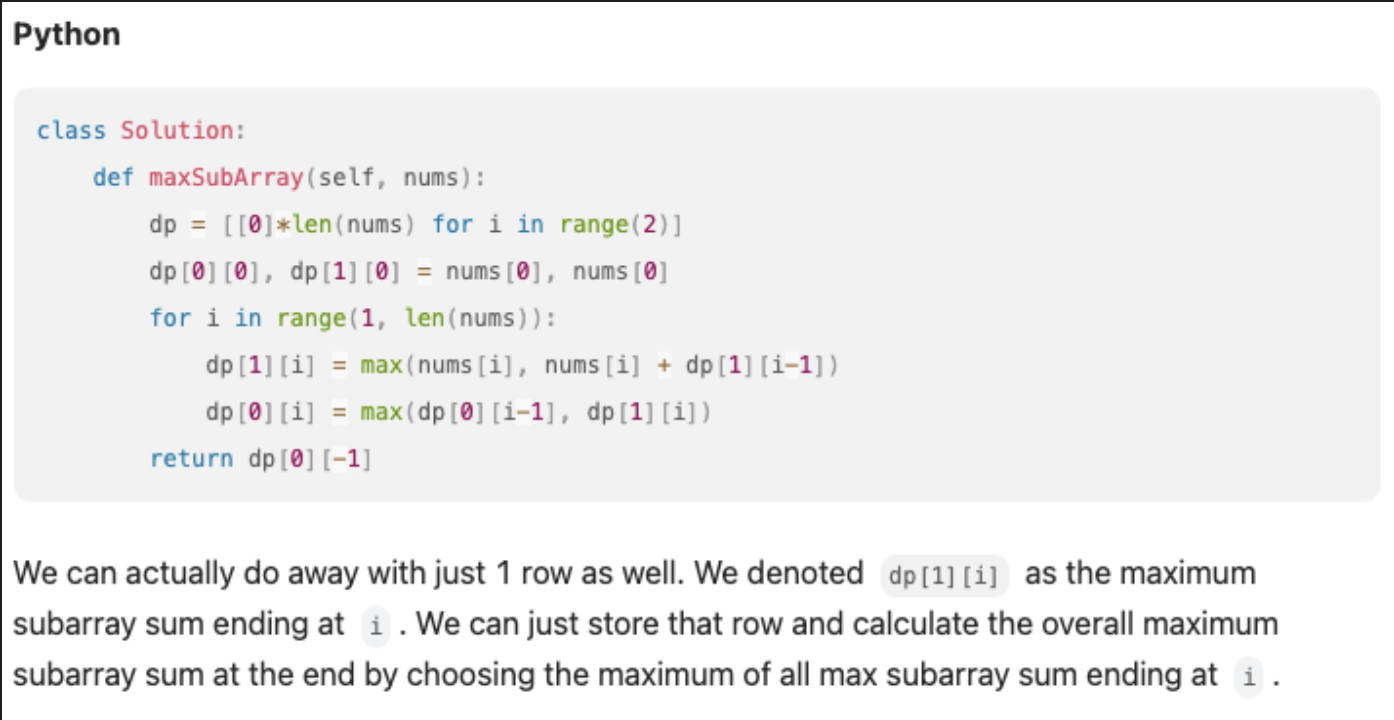 Python
class Solution:
    def maxSubArray(self, nums):
        dp = [[0]*len(nums) for i in range(2)]
        dp[0][0], dp[1][0] = nums[0], nums[0]
        for i in range(1, len(nums)):
            dp[1][i] = max(nums[i], nums[i] + dp[1][i-1])
            dp[0][i] = max(dp[0][i-1], dp[1][i])
        return dp[0][-1]
We can actually do away with just 1 row as well. We denoted dp[1][i] as the maximum
subarray sum ending at i . We can just store that row and calculate the overall maximum
subarray sum at the end by choosing the maximum of all max subarray sum ending at i .